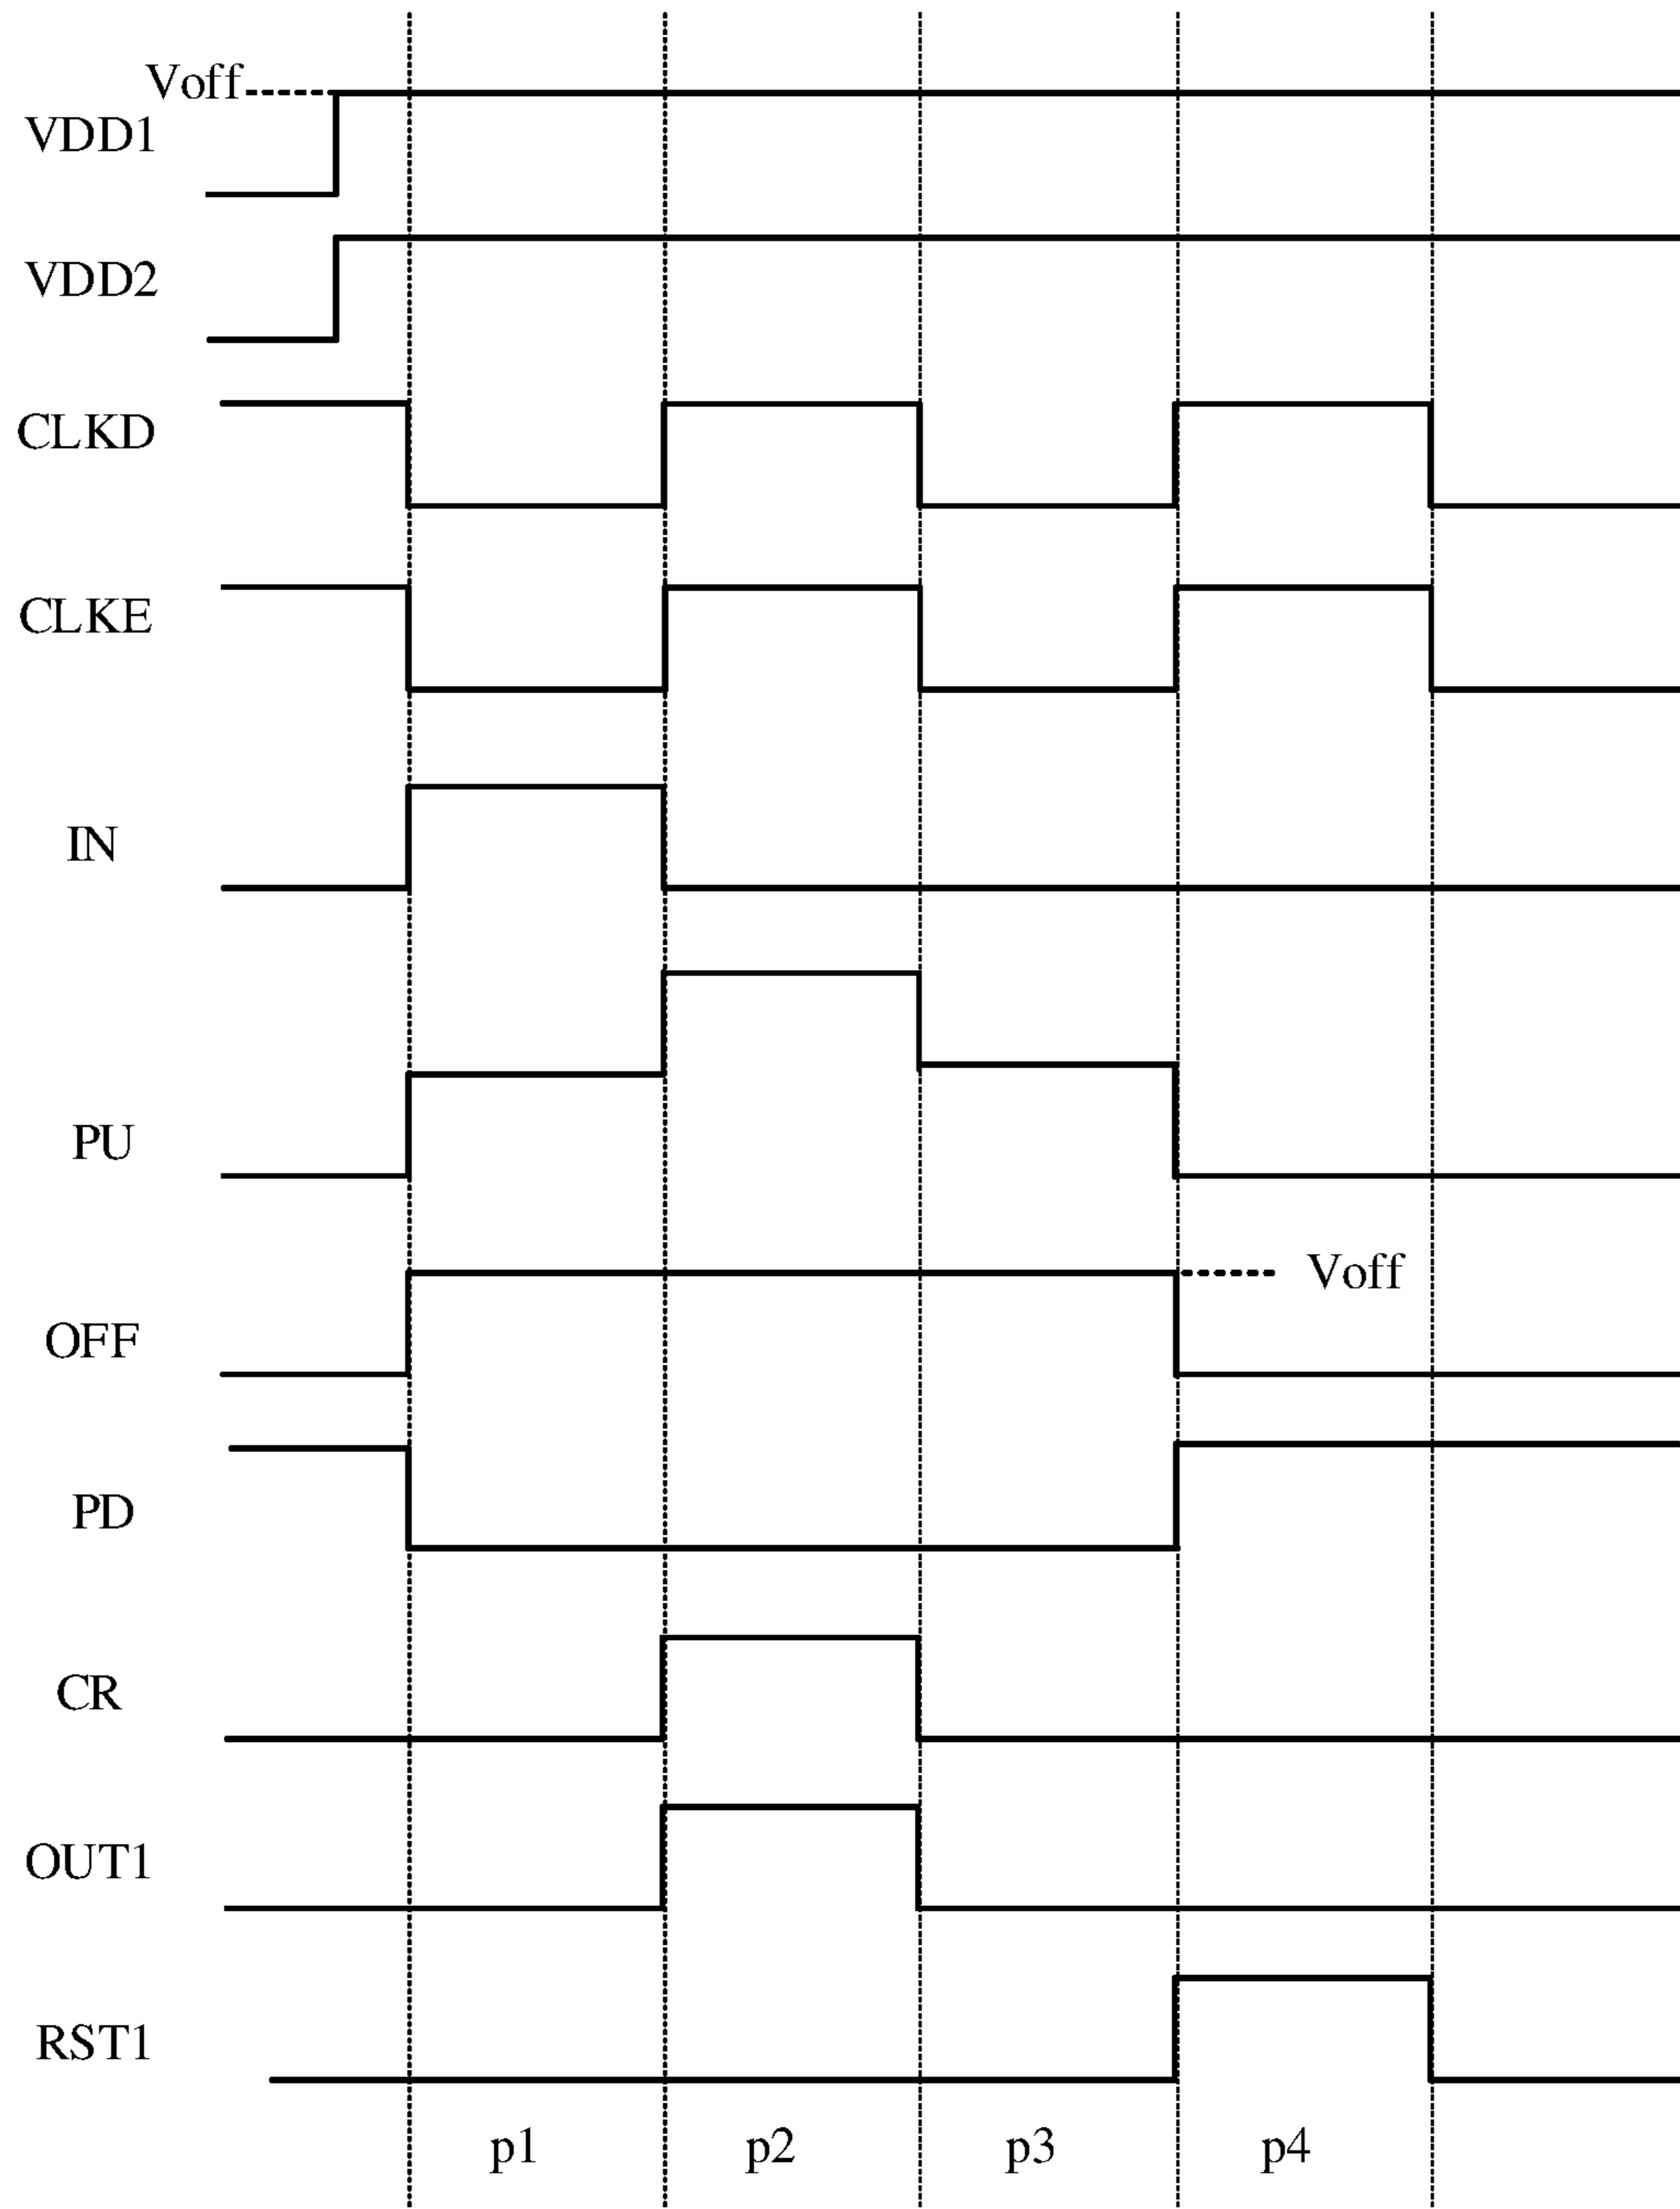 Voff
VDD1
VDD2
CLKD
CLKE
IN
PU
Voff
OFF
PD
CR
OUT1
RST1
p1 p2 p3 p4